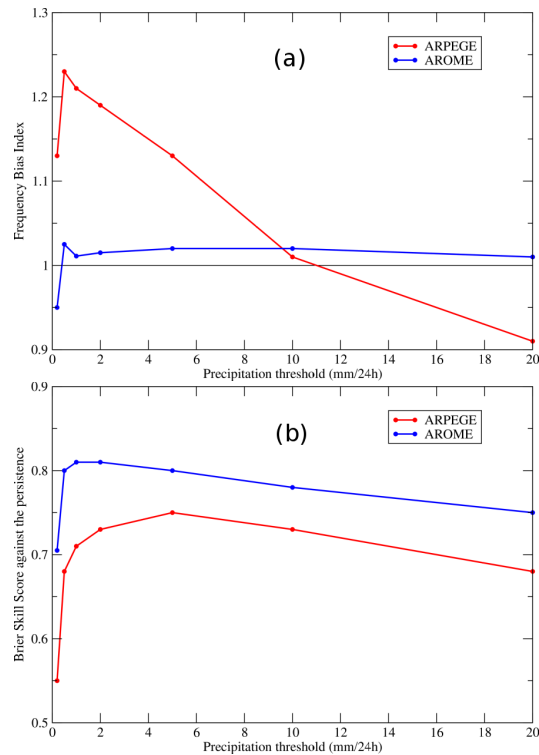 1.3
(a)
ARPEGE
AROME
1.2
Frequency Bias Index
1.1
1
0.9
0 2 4 6 8 10 12 14 16 18 20
Precipitation threshold (mm/24h)
0.9
(b)
ARPEGE
AROME
0.8
Brier Skill Score against the persistence
0.7
0.6
0.5
0 2 4 6 8 10 12 14 16 18 20
Precipitation threshold (mm/24h)